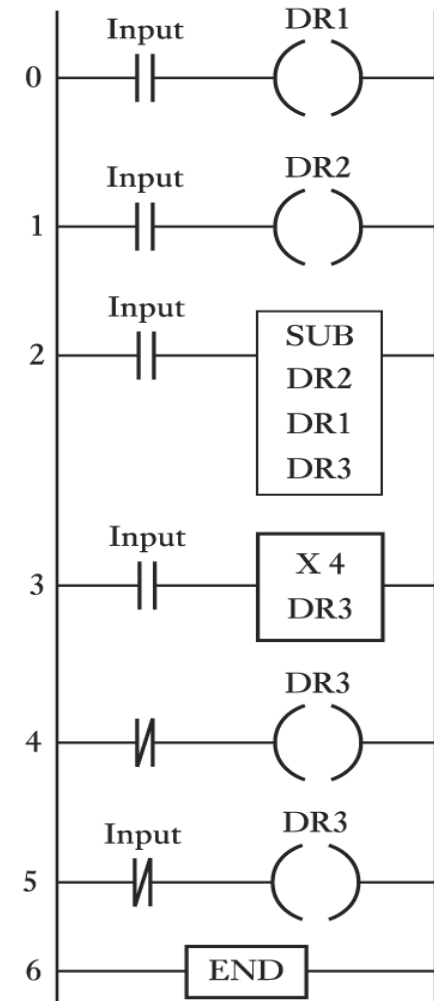 Input DR1
0
Input DR2
1
Input
2
SUB
DR2
DR1
DR3
Input
3
X 4
DR3
DR3
4
Input DR3
5
6 END